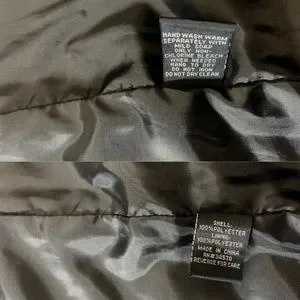 HAND WASH WARM
SEPARATELY WITH
MILD SOAP
ONLY NON-
CHLORINE BLEACH
WHEN NEEDED
HANG TO DRY
DO NOT IRON
DO NOT DRY CLEAN.
SHELL:
100%POLYESTER
LINING:
100%POLYESTER
MADE IN CHINA
RN#34570
REVERSE FOR CARE